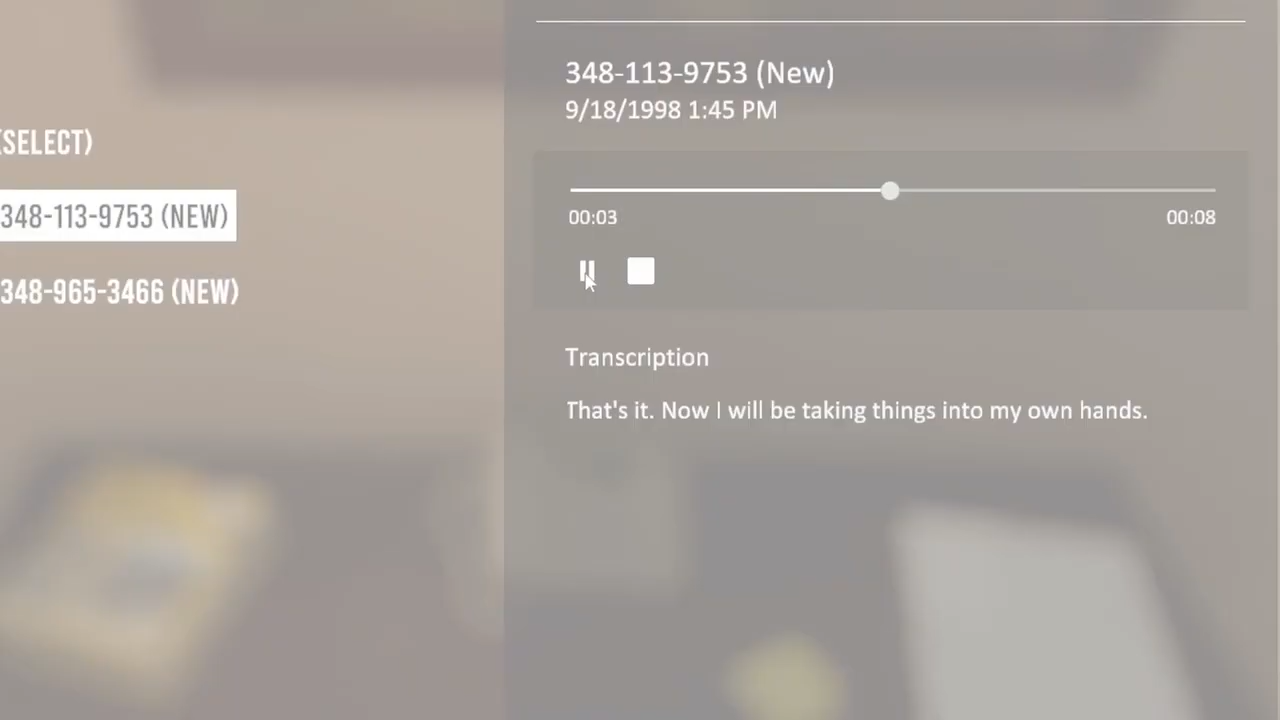 (SELECT)
348-113-9753 (NEW)
348-965-3466 (NEW)
348-113-9753 (New)
9/18/1998 1:45 PM
00:03
00:08
Transcription
That's it. Now I will be taking things into my own hands.